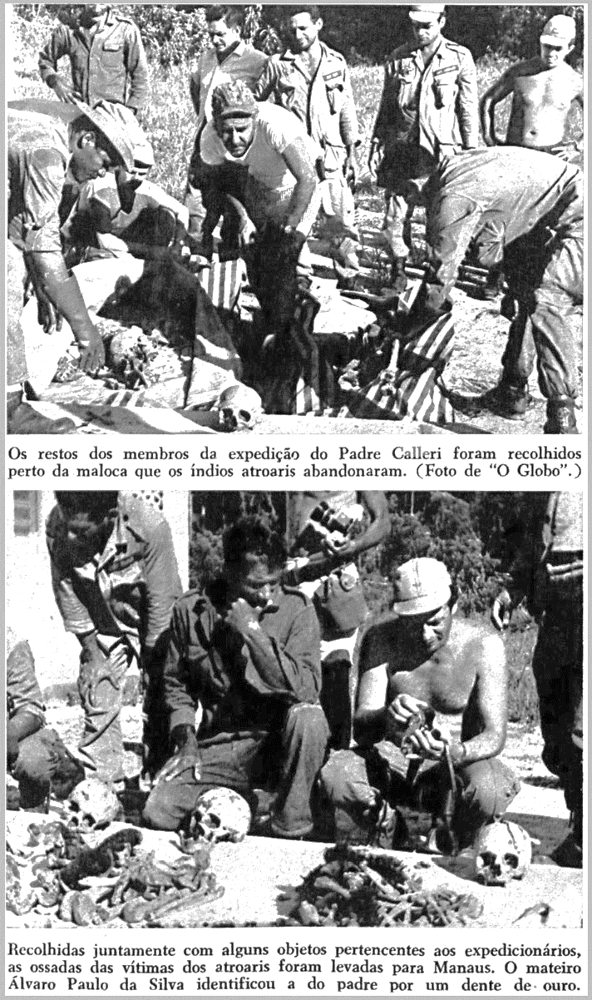 Os restos dos membros da expedição do Padre Calleri foram recolhidos
perto da maloca que os índios atroaris abandonaram. (Foto de "O Globo".)
Recolhidas juntamente com alguns objetos pertencentes aos expedicionários,
as ossadas das vítimas dos atroaris foram levadas para Manaus. O mateiro
Álvaro Paulo da Silva identificou a do padre por um dente de ouro.